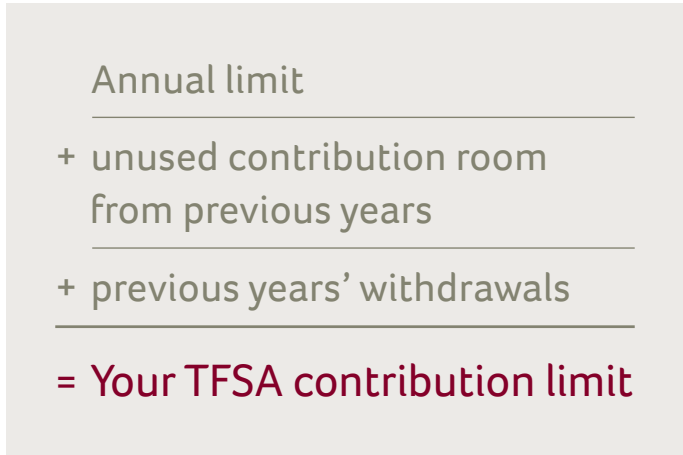 Annual limit
+ unused contribution room
from previous years
+ previous years’ withdrawals
= Your TFSA contribution limit